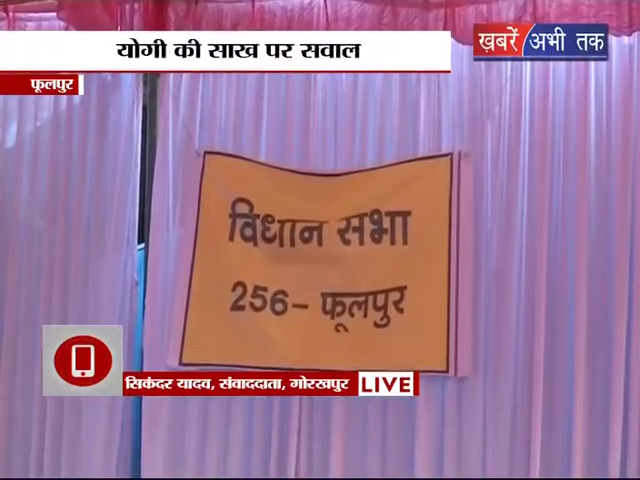 योगी की साख पर सवाल
ख़बरें अभी तक
फूलपुर
विधान सभा
256- फूलपुर
सिकंदर यादव, संवाददाता, गोरखपुर LIVE